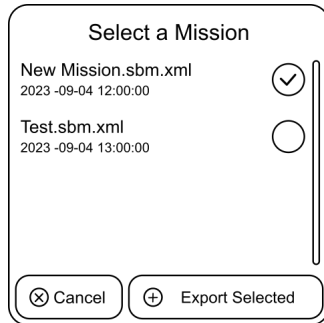 Select a Mission
New Mission.sbm.xml
2023 -09-04 12:00:00
Test.sbm.xml
2023 -09-04 13:00:00
Cancel
Export Selected